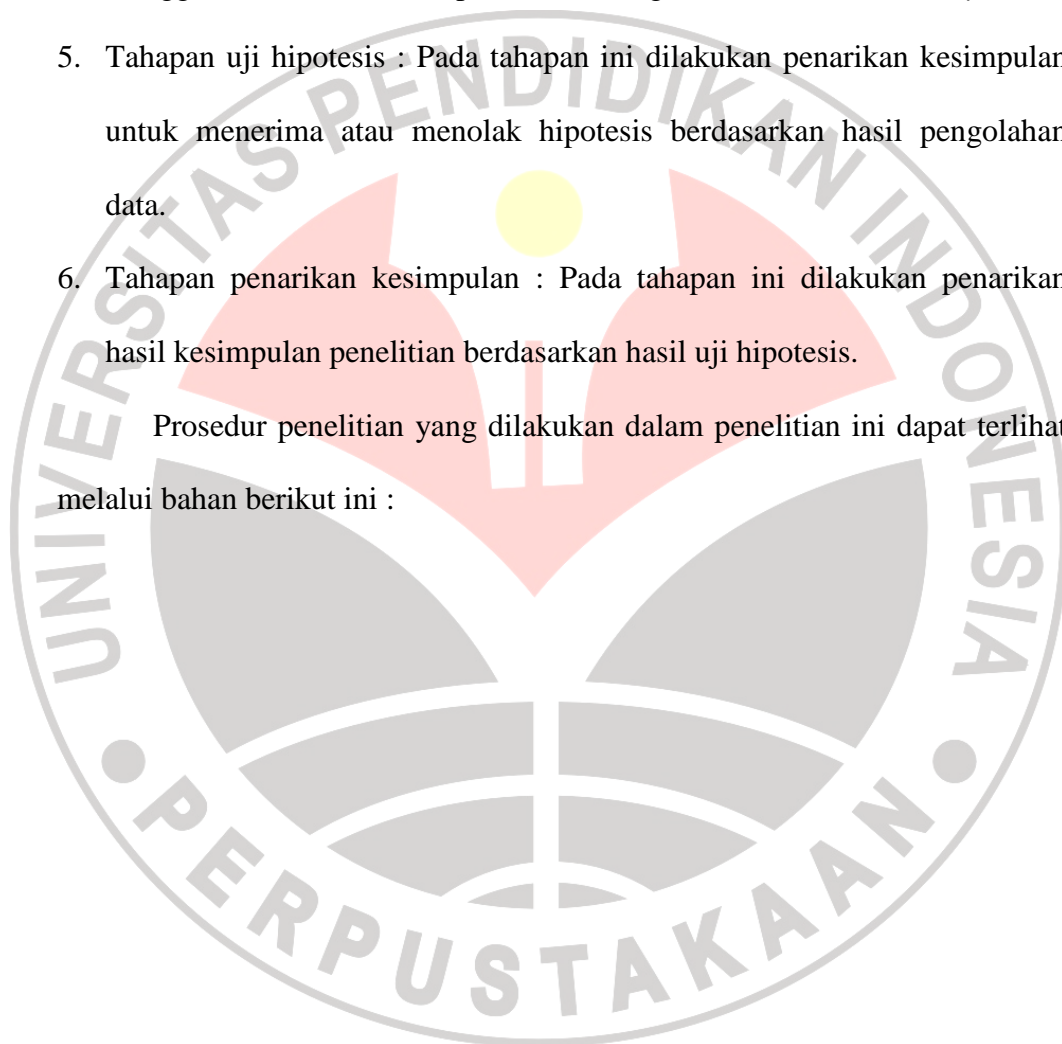 5. Tahapan uji hipotesis : Pada tahapan ini dilakukan penarikan kesimpulan
untuk menerima atau menolak hipotesis berdasarkan hasil pengolahan
data.
6. Tahapan penarikan kesimpulan : Pada tahapan ini dilakukan penarikan
hasil kesimpulan penelitian berdasarkan hasil uji hipotesis.
Prosedur penelitian yang dilakukan dalam penelitian ini dapat terlihat
melalui bahan berikut ini :
UNIVERSITAS PENDIDIKAN INDONESIA
PERPUSTAKAAN